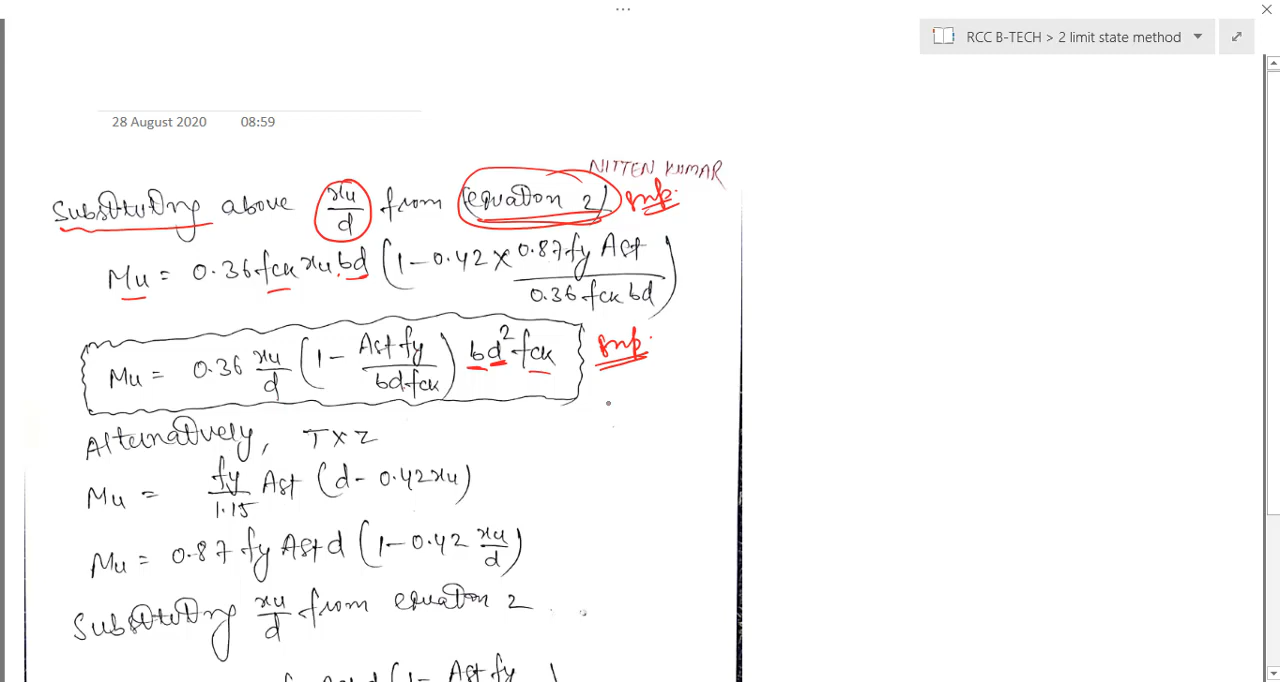 RCC B-TECH > 2 limit state method
28 August 2020 08:59
NITTEN KUMAR
Substituting above xu/d from (equation 2) Imp.
Mu = 0.36 fck xu bd (1 - 0.42 × 0.87 fy Ast / 0.36 fck bd)
Mu = 0.36 xu/d (1 - Ast fy / bd fck) bd² fck Imp.
Alternatively, T × Z
Mu = fy/1.15 Ast (d - 0.42 xu)
Mu = 0.87 fy Ast d (1 - 0.42 xu/d)
Substituting xu/d from equation 2
(1 - Ast fy